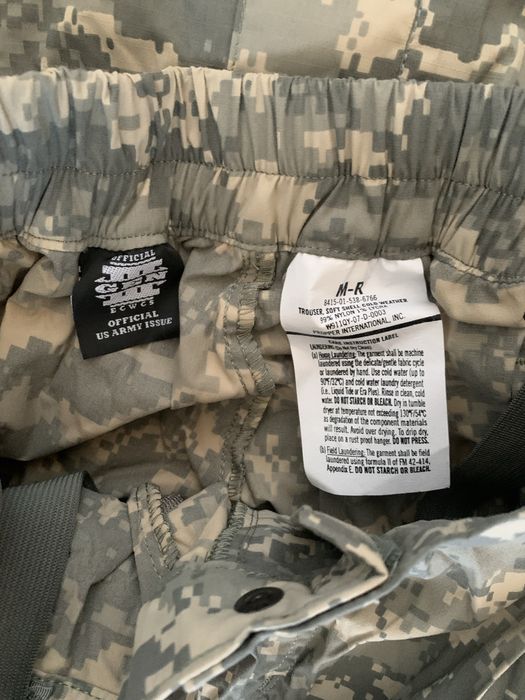 OFFICIAL
GEN
III
ECWCS
OFFICIAL
US ARMY ISSUE
M-R
8415-01-538-6766
TROUSER, SOFT SHELL COLD WEATHER
99% NYLON 1% LYCRA
W911QY-07-D-0003
PROPPER INTERNATIONAL, INC.
CARE INSTRUCTION LABEL
LAUNDERING (Do Not Dry Clean)
(a) Home Laundering: The garment shall be machine
laundered using the delicate/gentle fabric cycle
or laundered by hand. Use cold water (up to
90°F/32°C) and cold water laundry detergent
(i.e., Liquid Tide or Era Plus). Rinse in clean, cold
water. DO NOT STARCH OR BLEACH. Dry in tumble
dryer at temperature not exceeding 130°F/54°C
as degradation of the component materials
will result. Avoid over drying. To drip dry,
place on a rust proof hanger. DO NOT PRESS.
(b) Field Laundering: The garment shall be field
laundered using formula II of FM 42-414,
Appendix E. DO NOT STARCH OR BLEACH.